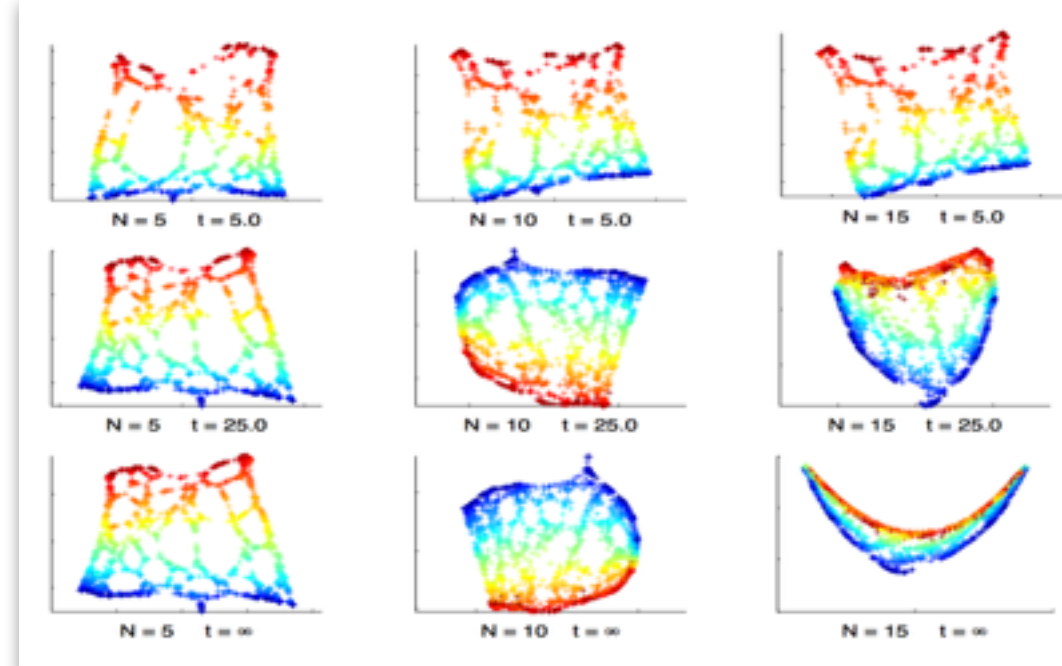 N = 5 t = 5.0
N = 10 t = 5.0
N = 15 t = 5.0
N = 5 t = 25.0
N = 10 t = 25.0
N = 15 t = 25.0
N = 5 t = ∞
N = 10 t = ∞
N = 15 t = ∞